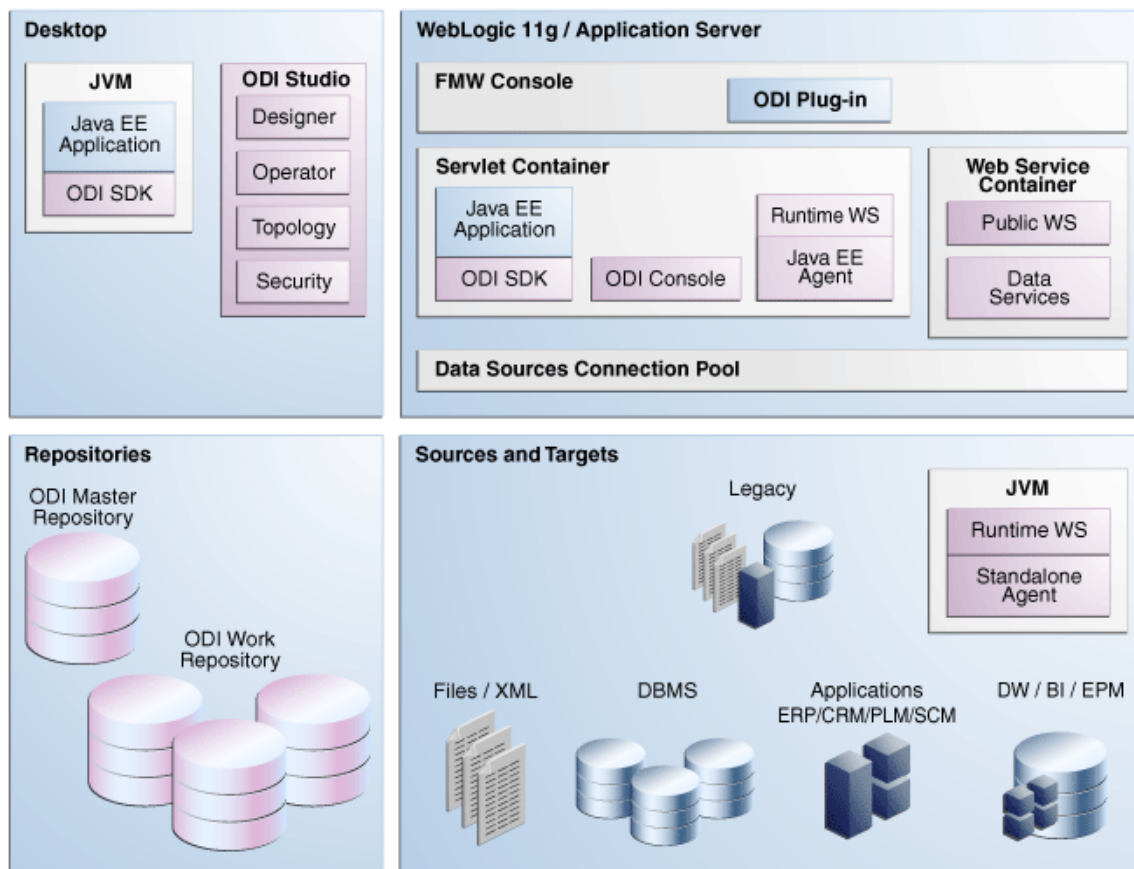 Desktop
JVM
Java EE
Application
ODI SDK
ODI Studio
Designer
Operator
Topology
Security
WebLogic 11g / Application Server
FMW Console
ODI Plug-in
Servlet Container
Java EE
Application
ODI SDK
ODI Console
Runtime WS
Java EE
Agent
Web Service
Container
Public WS
Data
Services
Data Sources Connection Pool
Repositories
ODI Master
Repository
ODI Work
Repository
Sources and Targets
Legacy
JVM
Runtime WS
Standalone
Agent
Files / XML
DBMS
Applications
ERP/CRM/PLM/SCM
DW / BI / EPM